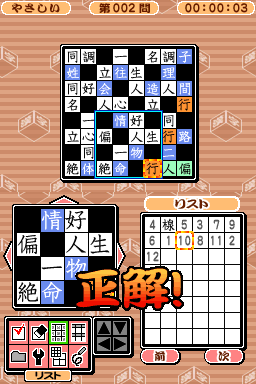 やさしい 第002問 00:00:03
同調 一 名 子
姓 立往生 理
同好会 人造人間
名 人心 立 行
一 情好 同
立心偏 人生行路
一物 二
絶体絶命 行人偏
リスト
情好
偏 人生
一物
絶命
正解!
4 線 5 3 9 9
6 1 10 8 11 2
12
前 次
リスト